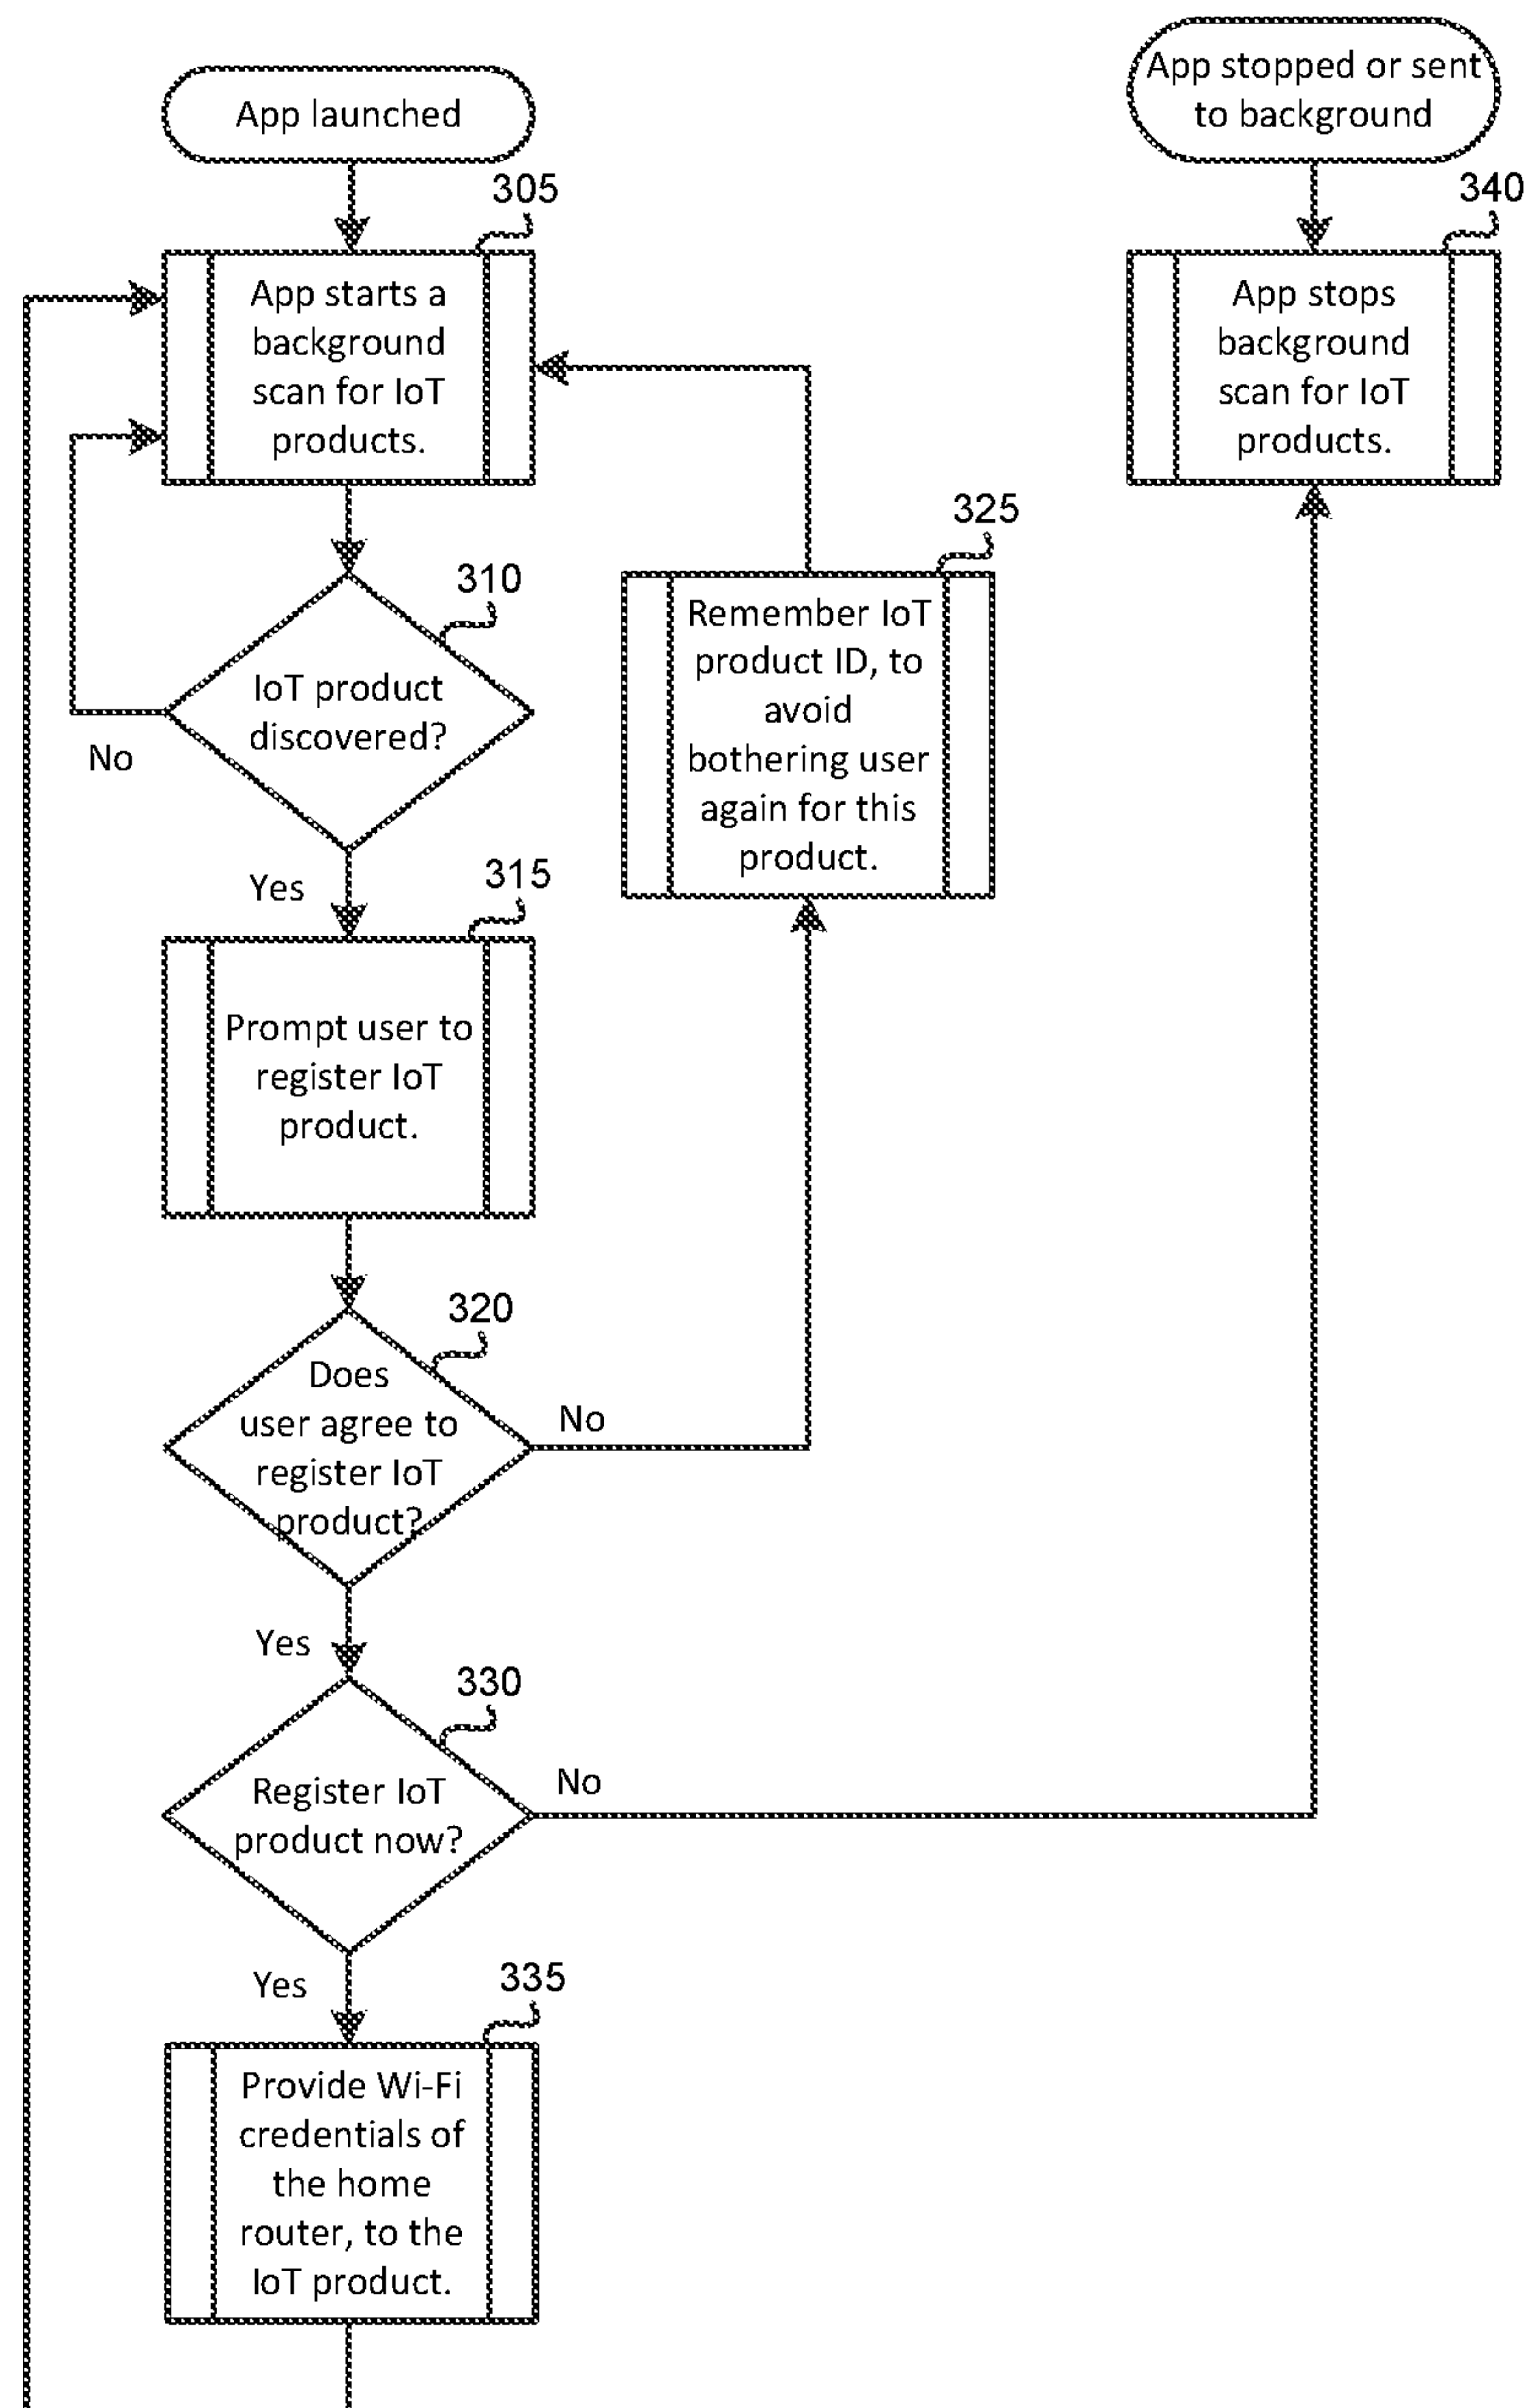 App launched
305
App starts a
background
scan for IoT
products.
310
IoT product
discovered?
No
Yes
315
Prompt user to
register IoT
product.
320
Does
user agree to
register IoT
product?
No
325
Remember IoT
product ID, to
avoid
bothering user
again for this
product.
Yes
330
Register IoT
product now?
No
Yes
335
Provide Wi-Fi
credentials of
the home
router, to the
IoT product.
App stopped or sent
to background
340
App stops
background
scan for IoT
products.